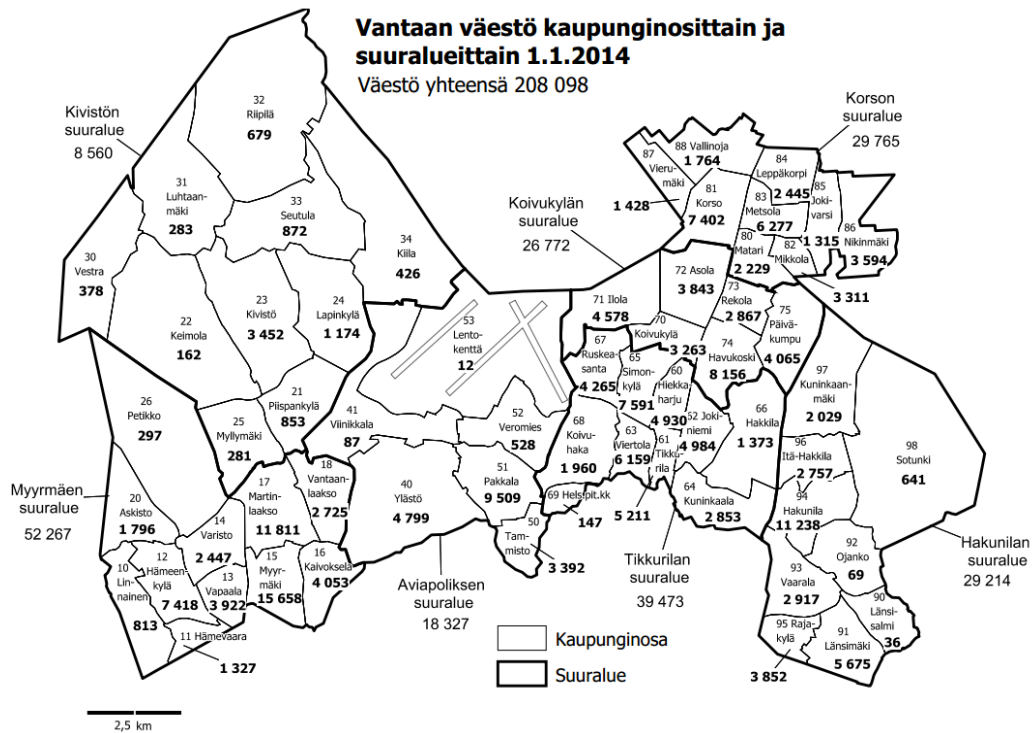 Vantaan väestö kaupunginosittain ja
suuralueittain 1.1.2014
Väestö yhteensä 208 098
Kivistön
suuralue
8 560
32
Riipilä
679
31
Luhtaan-
mäki
283
33
Seutula
872
34
Kiila
426
30
Vestra
378
22
Keimola
162
23
Kivistö
3 452
24
Lapinkylä
1 174
21
Piispankylä
853
25
Myllymäki
281
Korson
suuralue
29 765
88 Vallinoja
1 764
87
Vieru-
mäki
1 428
84
Leppäkorpi
2 445
81
Korso
7 402
83
Metsola
6 277
85
Joki-
varsi
1 315
80
Matari
2 229
82
Mikkola
3 311
86
Nikinmäki
3 594
Koivukylän
suuralue
26 772
72 Asola
3 843
71 Ilola
4 578
73
Rekola
2 867
70
Koivukylä
3 263
74
Havukoski
8 156
75
Päivä-
kumpu
4 065
Myyrmäen
suuralue
52 267
26
Petikko
297
20
Askisto
1 796
18
Vantaan-
laakso
2 725
17
Martin-
laakso
11 811
14
Varisto
2 447
16
Kaivoksela
4 053
15
Myyr-
mäki
15 658
12
Hämeen-
kylä
7 418
13
Vapaala
3 922
10
Lin-
nainen
813
11 Hämevaara
1 327
Aviapoliksen
suuralue
18 327
53
Lento-
kenttä
12
41
Viinikkala
87
52
Veromies
528
51
Pakkala
9 509
40
Ylästö
4 799
50
Tam-
misto
3 392
Tikkurilan
suuralue
39 473
67
Ruskea-
santa
4 265
65
Simon-
kylä
7 591
60
Hiekka-
harju
4 930
62 Joki-
niemi
4 984
66
Hakkila
1 373
68
Koivu-
haka
1 960
63
Viertola
6 159
61
Tikku-
rila
5 211
64
Kuninkaala
2 853
69 Hels.pit.kk
147
Hakunilan
suuralue
29 214
97
Kuninkaan-
mäki
2 029
98
Sotunki
641
96
Itä-Hakkila
2 757
94
Hakunila
11 238
92
Ojanko
69
93
Vaarala
2 917
90
Länsi-
salmi
36
95 Raja-
kylä
3 852
91
Länsimäki
5 675
Kaupunginosa
Suuralue
2,5 km